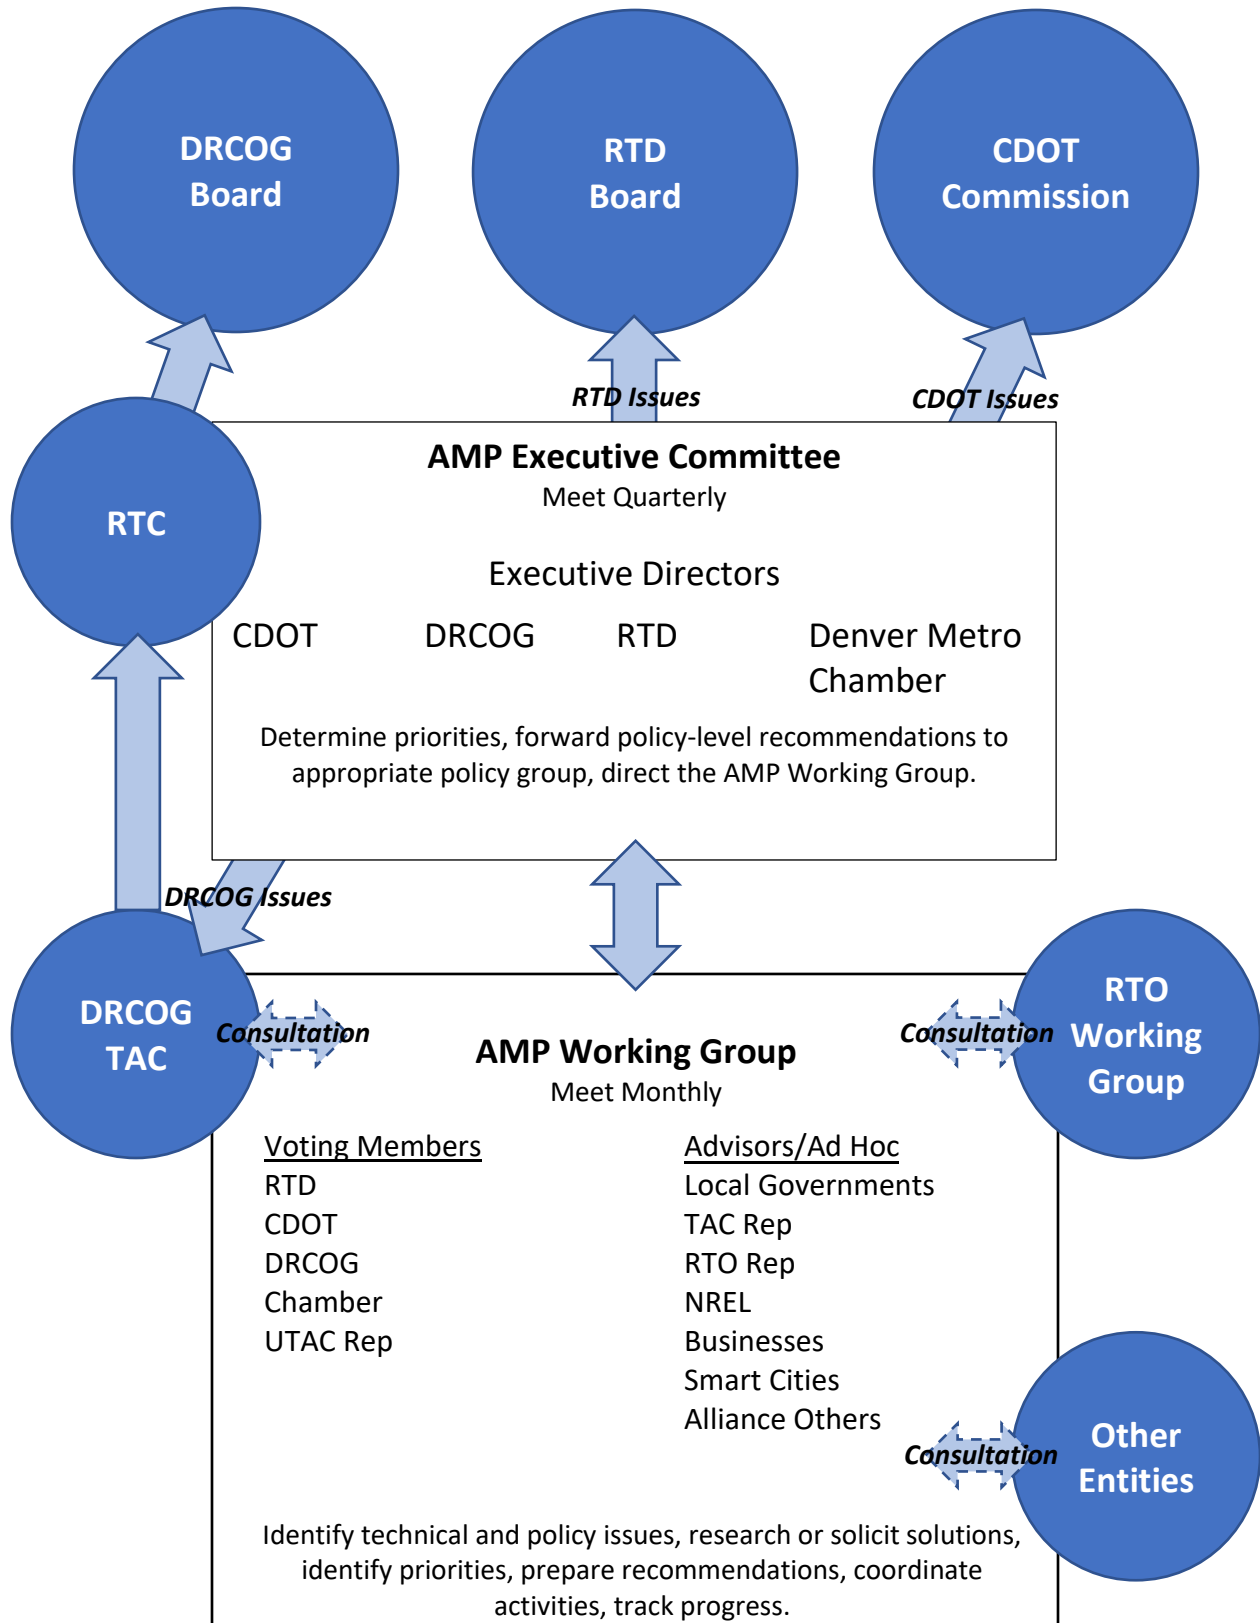 DRCOG
Board
RTD
Board
CDOT
Commission
RTD Issues
CDOT Issues
RTC
AMP Executive Committee
Meet Quarterly
Executive Directors
CDOT DRCOG RTD Denver Metro
Chamber
Determine priorities, forward policy-level recommendations to
appropriate policy group, direct the AMP Working Group.
DRCOG Issues
DRCOG
TAC
Consultation
Consultation
RTO
Working
Group
AMP Working Group
Meet Monthly
Voting Members
RTD
CDOT
DRCOG
Chamber
UTAC Rep
Advisors/Ad Hoc
Local Governments
TAC Rep
RTO Rep
NREL
Businesses
Smart Cities
Alliance Others
Consultation
Other
Entities
Identify technical and policy issues, research or solicit solutions,
identify priorities, prepare recommendations, coordinate
activities, track progress.